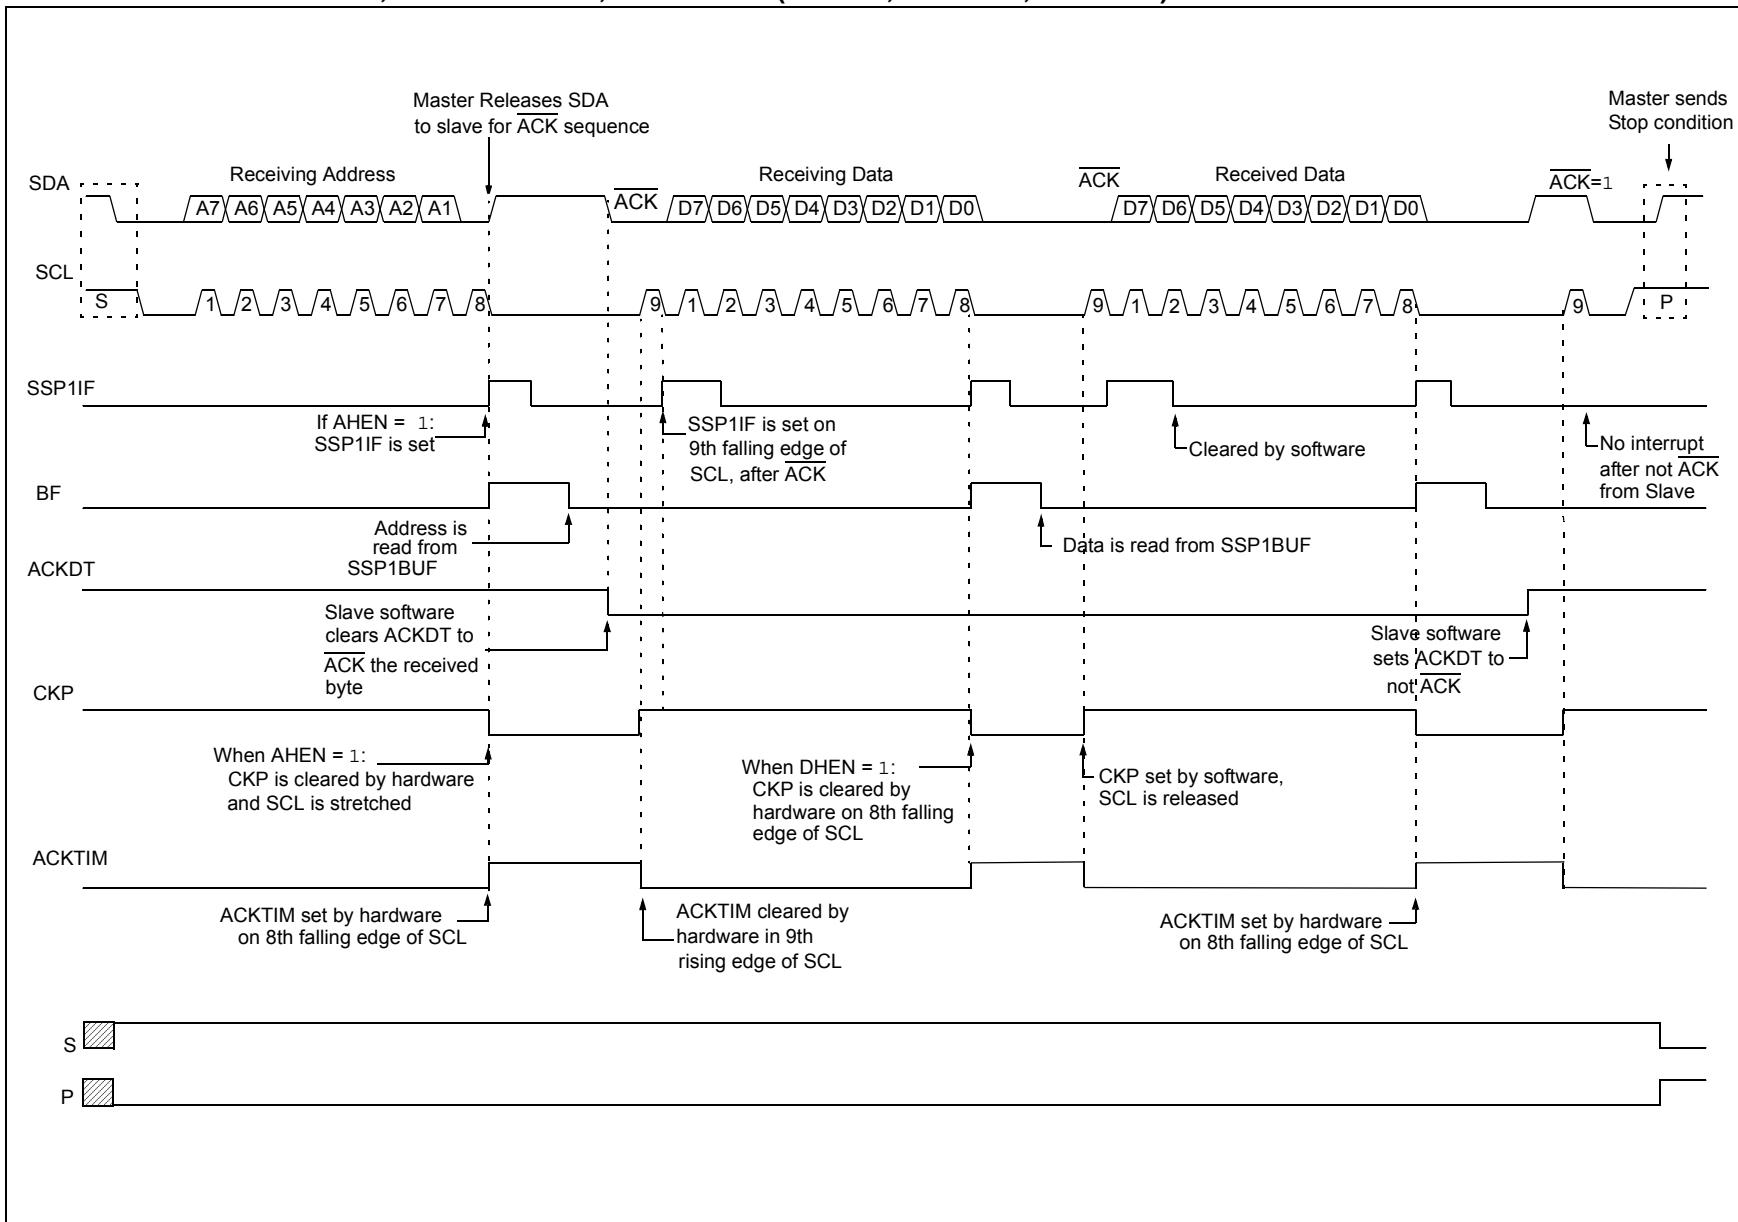 Master Releases SDA
to slave for ACK sequence
Master sends
Stop condition
SDA
Receiving Address
ACK
Receiving Data
ACK
Received Data
ACK=1
A7 A6 A5 A4 A3 A2 A1
D7 D6 D5 D4 D3 D2 D1 D0
D7 D6 D5 D4 D3 D2 D1 D0
SCL
S
1 2 3 4 5 6 7 8
9 1 2 3 4 5 6 7 8
9 1 2 3 4 5 6 7 8
9
P
SSP1IF
If AHEN = 1:
SSP1IF is set
SSP1IF is set on
9th falling edge of
SCL, after ACK
Cleared by software
No interrupt
after not ACK
from Slave
BF
Address is
read from
SSP1BUF
Data is read from SSP1BUF
ACKDT
Slave software
clears ACKDT to
ACK the received
byte
Slave software
sets ACKDT to
not ACK
CKP
When AHEN = 1:
CKP is cleared by hardware
and SCL is stretched
When DHEN = 1:
CKP is cleared by
hardware on 8th falling
edge of SCL
CKP set by software,
SCL is released
ACKTIM
ACKTIM set by hardware
on 8th falling edge of SCL
ACKTIM cleared by
hardware in 9th
rising edge of SCL
ACKTIM set by hardware
on 8th falling edge of SCL
S
P